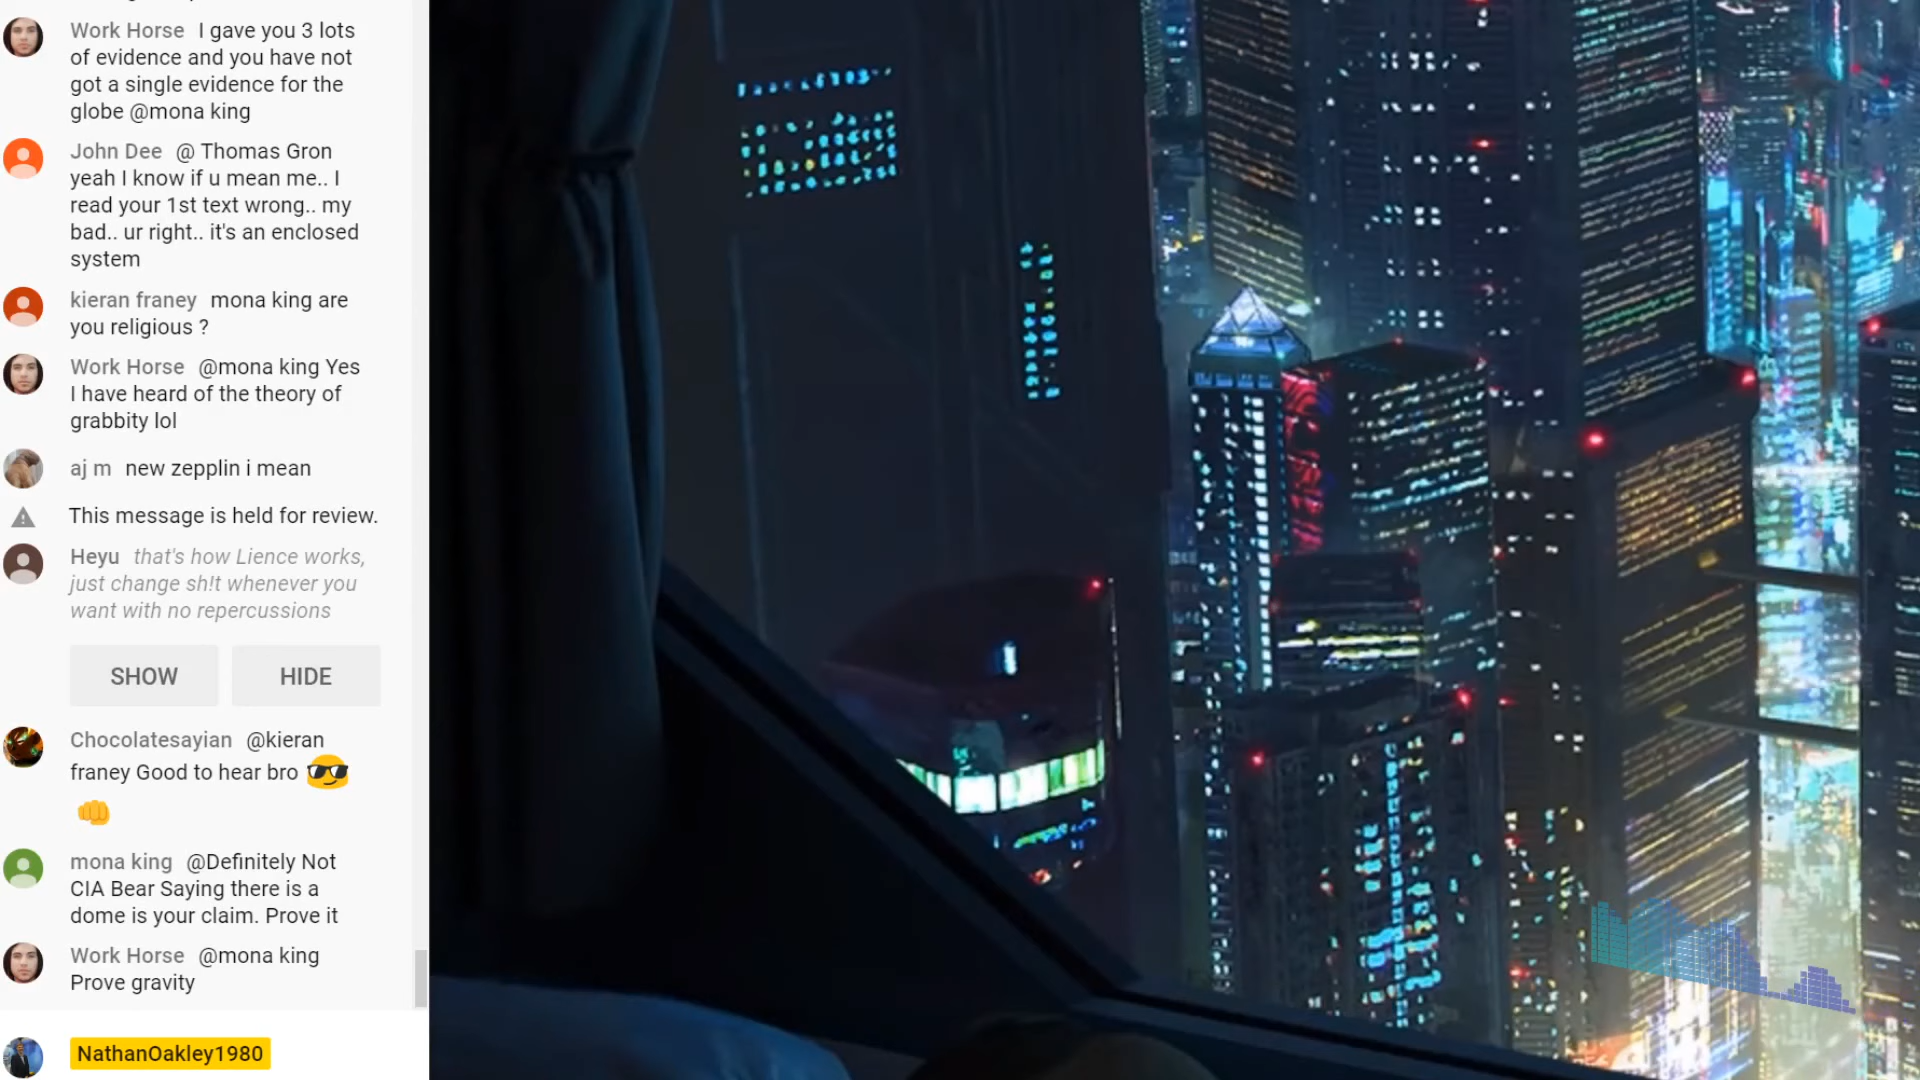 Work Horse I gave you 3 lots
of evidence and you have not
got a single evidence for the
globe @mona king
John Dee @ Thomas Gron
yeah I know if u mean me.. I
read your 1st text wrong.. my
bad.. ur right.. it's an enclosed
system
kieran franey mona king are
you religious ?
Work Horse @mona king Yes
I have heard of the theory of
grabbity lol
aj m new zepplin i mean
This message is held for review.
Heyu that's how Lience works,
just change sh!t whenever you
want with no repercussions
SHOW HIDE
Chocolatesayian @kieran
franey Good to hear bro 😎
👊
mona king @Definitely Not
CIA Bear Saying there is a
dome is your claim. Prove it
Work Horse @mona king
Prove gravity
NathanOakley1980